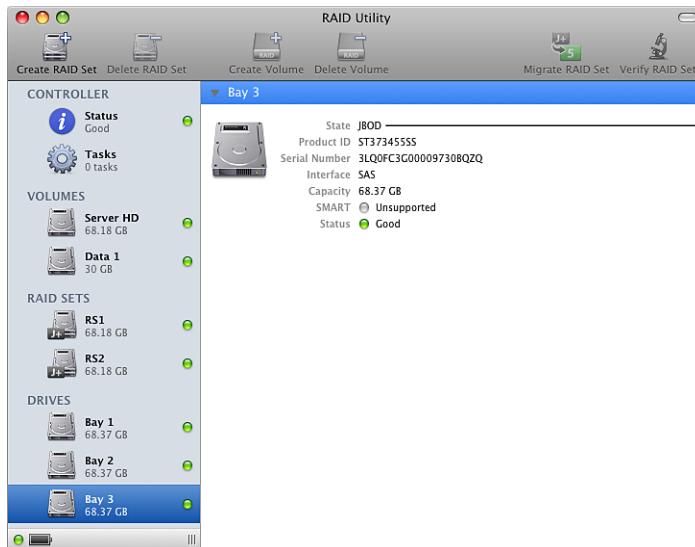 RAID Utility
Create RAID Set Delete RAID Set Create Volume Delete Volume Migrate RAID Set Verify RAID Set
CONTROLLER
Status
Good
Tasks
0 tasks
VOLUMES
Server HD
68.18 GB
Data 1
30 GB
RAID SETS
J+
RS1
68.18 GB
J+
RS2
68.18 GB
DRIVES
Bay 1
68.37 GB
Bay 2
68.37 GB
Bay 3
68.37 GB
Bay 3
State JBOD
Product ID ST373455SS
Serial Number 3LQ0FC3G00009730BQZQ
Interface SAS
Capacity 68.37 GB
SMART Unsupported
Status Good
RAID
RAID
J+
5